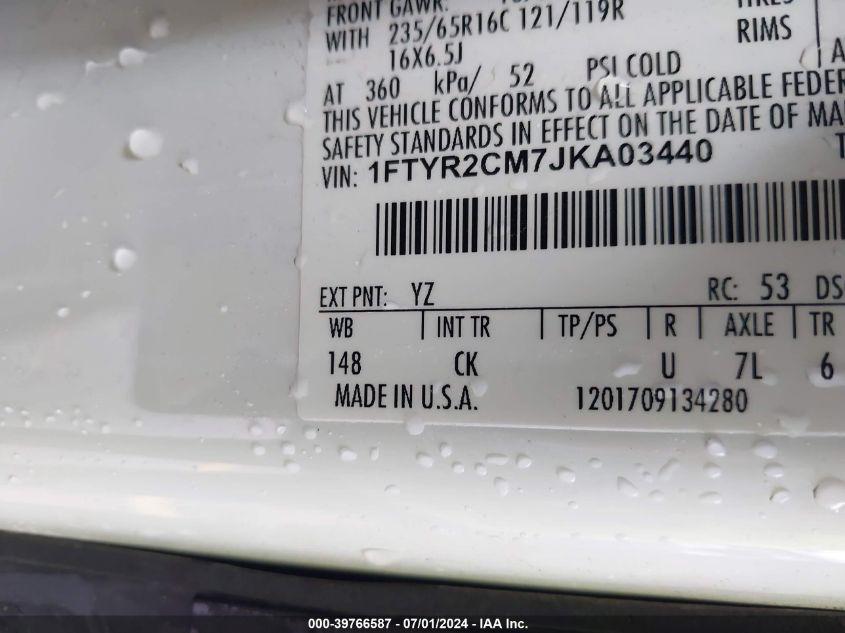 FRONT GAWR:
WITH 235/65R16C 121/119R
16X6.5J RIMS
AT 360 kPa/ 52 PSI COLD
THIS VEHICLE CONFORMS TO ALL APPLICABLE
SAFETY STANDARDS IN EFFECT ON THE DATE OF
VIN: 1FTYR2CM7JKA03440
EXT PNT: YZ RC: 53
WB INT TR TP/PS R AXLE TR
148 CK U 7L 6
MADE IN U.S.A. 1201709134280
000-39766587 / 07/01/2024 - IAA Inc.